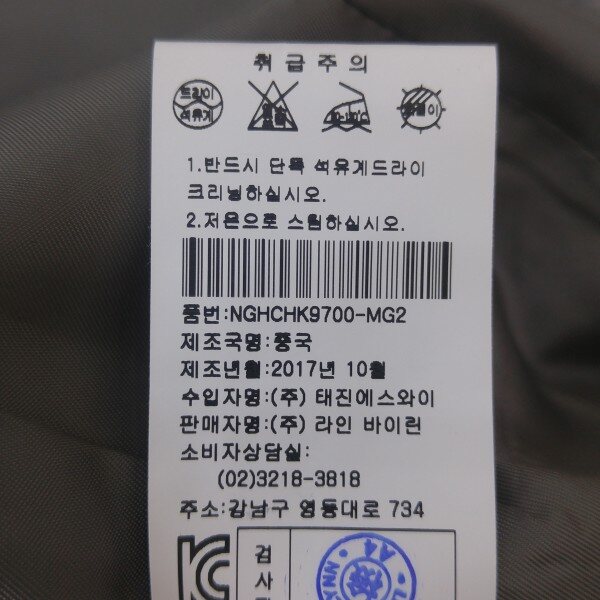 취급주의
드라이
석유계
1.반드시 단독 석유계드라이
크리닝하십시오.
2.저온으로 스팀하십시오.
품번:NGHCHK9700-MG2
제조국명:중국
제조년월:2017년 10월
수입자명:(주) 태진에스와이
판매자명:(주) 라인 바이린
소비자상담실:
(02)3218-3818
주소:강남구 영동대로 734
검
사
A4